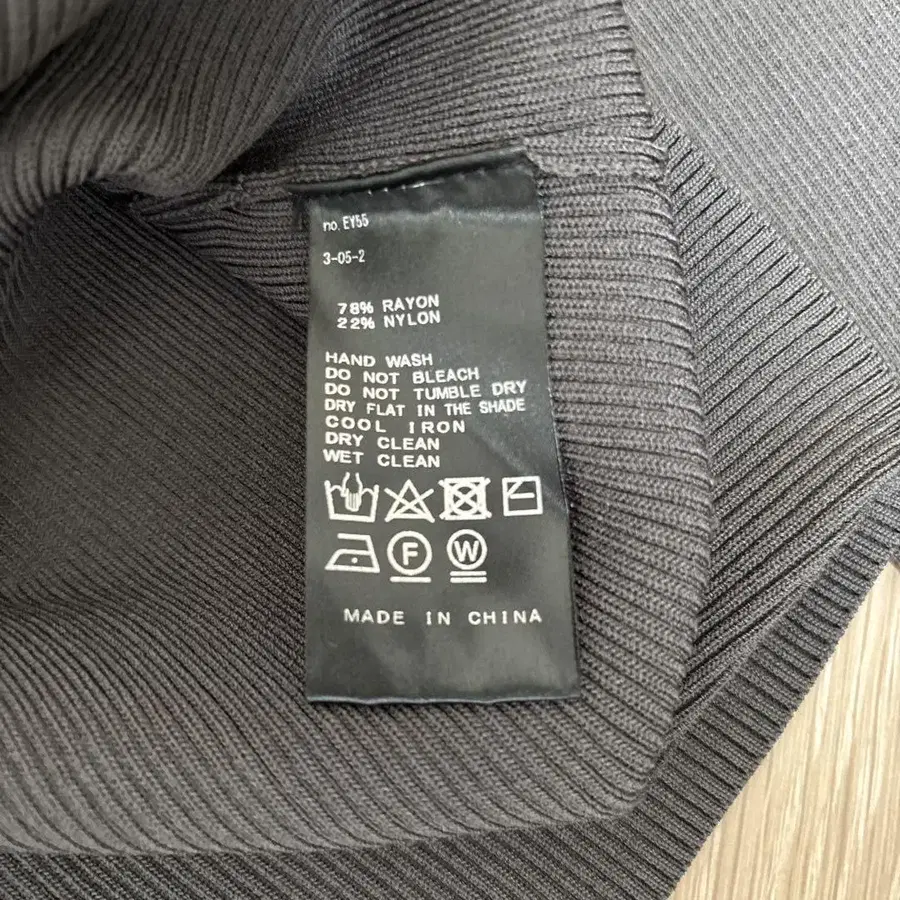 no. EY55
3-05-2
78% RAYON
22% NYLON
HAND WASH
DO NOT BLEACH
DO NOT TUMBLE DRY
DRY FLAT IN THE SHADE
COOL IRON
DRY CLEAN
WET CLEAN
F W
MADE IN CHINA